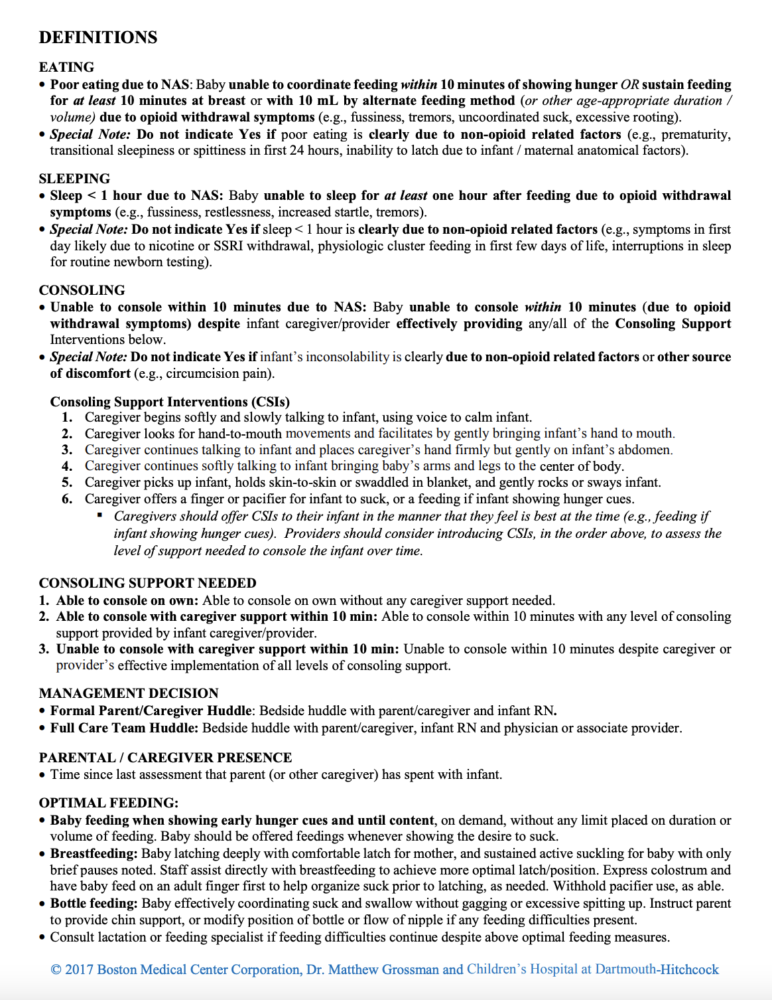 DEFINITIONS
EATING
• Poor eating due to NAS: Baby unable to coordinate feeding within 10 minutes of showing hunger OR sustain feeding
for at least 10 minutes at breast or with 10 mL by alternate feeding method (or other age-appropriate duration /
volume) due to opioid withdrawal symptoms (e.g., fussiness, tremors, uncoordinated suck, excessive rooting).
• Special Note: Do not indicate Yes if poor eating is clearly due to non-opioid related factors (e.g., prematurity,
transitional sleepiness or spittiness in first 24 hours, inability to latch due to infant / maternal anatomical factors).
SLEEPING
• Sleep < 1 hour due to NAS: Baby unable to sleep for at least one hour after feeding due to opioid withdrawal
symptoms (e.g., fussiness, restlessness, increased startle, tremors).
• Special Note: Do not indicate Yes if sleep < 1 hour is clearly due to non-opioid related factors (e.g., symptoms in first
day likely due to nicotine or SSRI withdrawal, physiologic cluster feeding in first few days of life, interruptions in sleep
for routine newborn testing).
CONSOLING
• Unable to console within 10 minutes due to NAS: Baby unable to console within 10 minutes (due to opioid
withdrawal symptoms) despite infant caregiver/provider effectively providing any/all of the Consoling Support
Interventions below.
• Special Note: Do not indicate Yes if infant's inconsolability is clearly due to non-opioid related factors or other source
of discomfort (e.g., circumcision pain).
Consoling Support Interventions (CSIs)
1. Caregiver begins softly and slowly talking to infant, using voice to calm infant.
2. Caregiver looks for hand-to-mouth movements and facilitates by gently bringing infant's hand to mouth.
3. Caregiver continues talking to infant and places caregiver's hand firmly but gently on infant's abdomen.
4. Caregiver continues softly talking to infant bringing baby's arms and legs to the center of body.
5. Caregiver picks up infant, holds skin-to-skin or swaddled in blanket, and gently rocks or sways infant.
6. Caregiver offers a finger or pacifier for infant to suck, or a feeding if infant showing hunger cues.
▪ Caregivers should offer CSIs to their infant in the manner that they feel is best at the time (e.g., feeding if
infant showing hunger cues). Providers should consider introducing CSIs, in the order above, to assess the
level of support needed to console the infant over time.
CONSOLING SUPPORT NEEDED
1. Able to console on own: Able to console on own without any caregiver support needed.
2. Able to console with caregiver support within 10 min: Able to console within 10 minutes with any level of consoling
support provided by infant caregiver/provider.
3. Unable to console with caregiver support within 10 min: Unable to console within 10 minutes despite caregiver or
provider's effective implementation of all levels of consoling support.
MANAGEMENT DECISION
• Formal Parent/Caregiver Huddle: Bedside huddle with parent/caregiver and infant RN.
• Full Care Team Huddle: Bedside huddle with parent/caregiver, infant RN and physician or associate provider.
PARENTAL / CAREGIVER PRESENCE
• Time since last assessment that parent (or other caregiver) has spent with infant.
OPTIMAL FEEDING:
• Baby feeding when showing early hunger cues and until content, on demand, without any limit placed on duration or
volume of feeding. Baby should be offered feedings whenever showing the desire to suck.
• Breastfeeding: Baby latching deeply with comfortable latch for mother, and sustained active suckling for baby with only
brief pauses noted. Staff assist directly with breastfeeding to achieve more optimal latch/position. Express colostrum and
have baby feed on an adult finger first to help organize suck prior to latching, as needed. Withhold pacifier use, as able.
• Bottle feeding: Baby effectively coordinating suck and swallow without gagging or excessive spitting up. Instruct parent
to provide chin support, or modify position of bottle or flow of nipple if any feeding difficulties present.
• Consult lactation or feeding specialist if feeding difficulties continue despite above optimal feeding measures.
© 2017 Boston Medical Center Corporation, Dr. Matthew Grossman and Children's Hospital at Dartmouth-Hitchcock